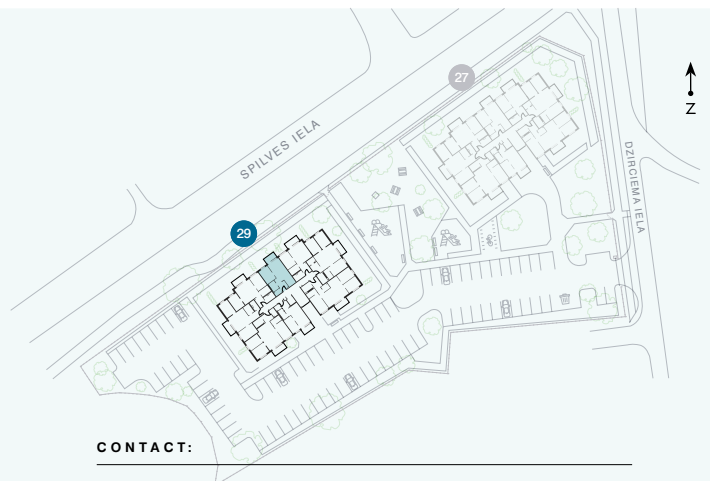 27
Z
SPILVES IELA
DZIRCIEMA IELA
29
CONTACT: